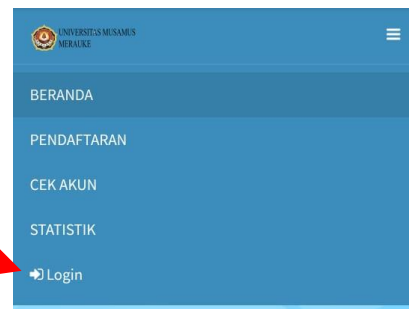 UNIVERSITAS MUSAMUS
MERAUKE
BERANDA
PENDAFTARAN
CEK AKUN
STATISTIK
Login